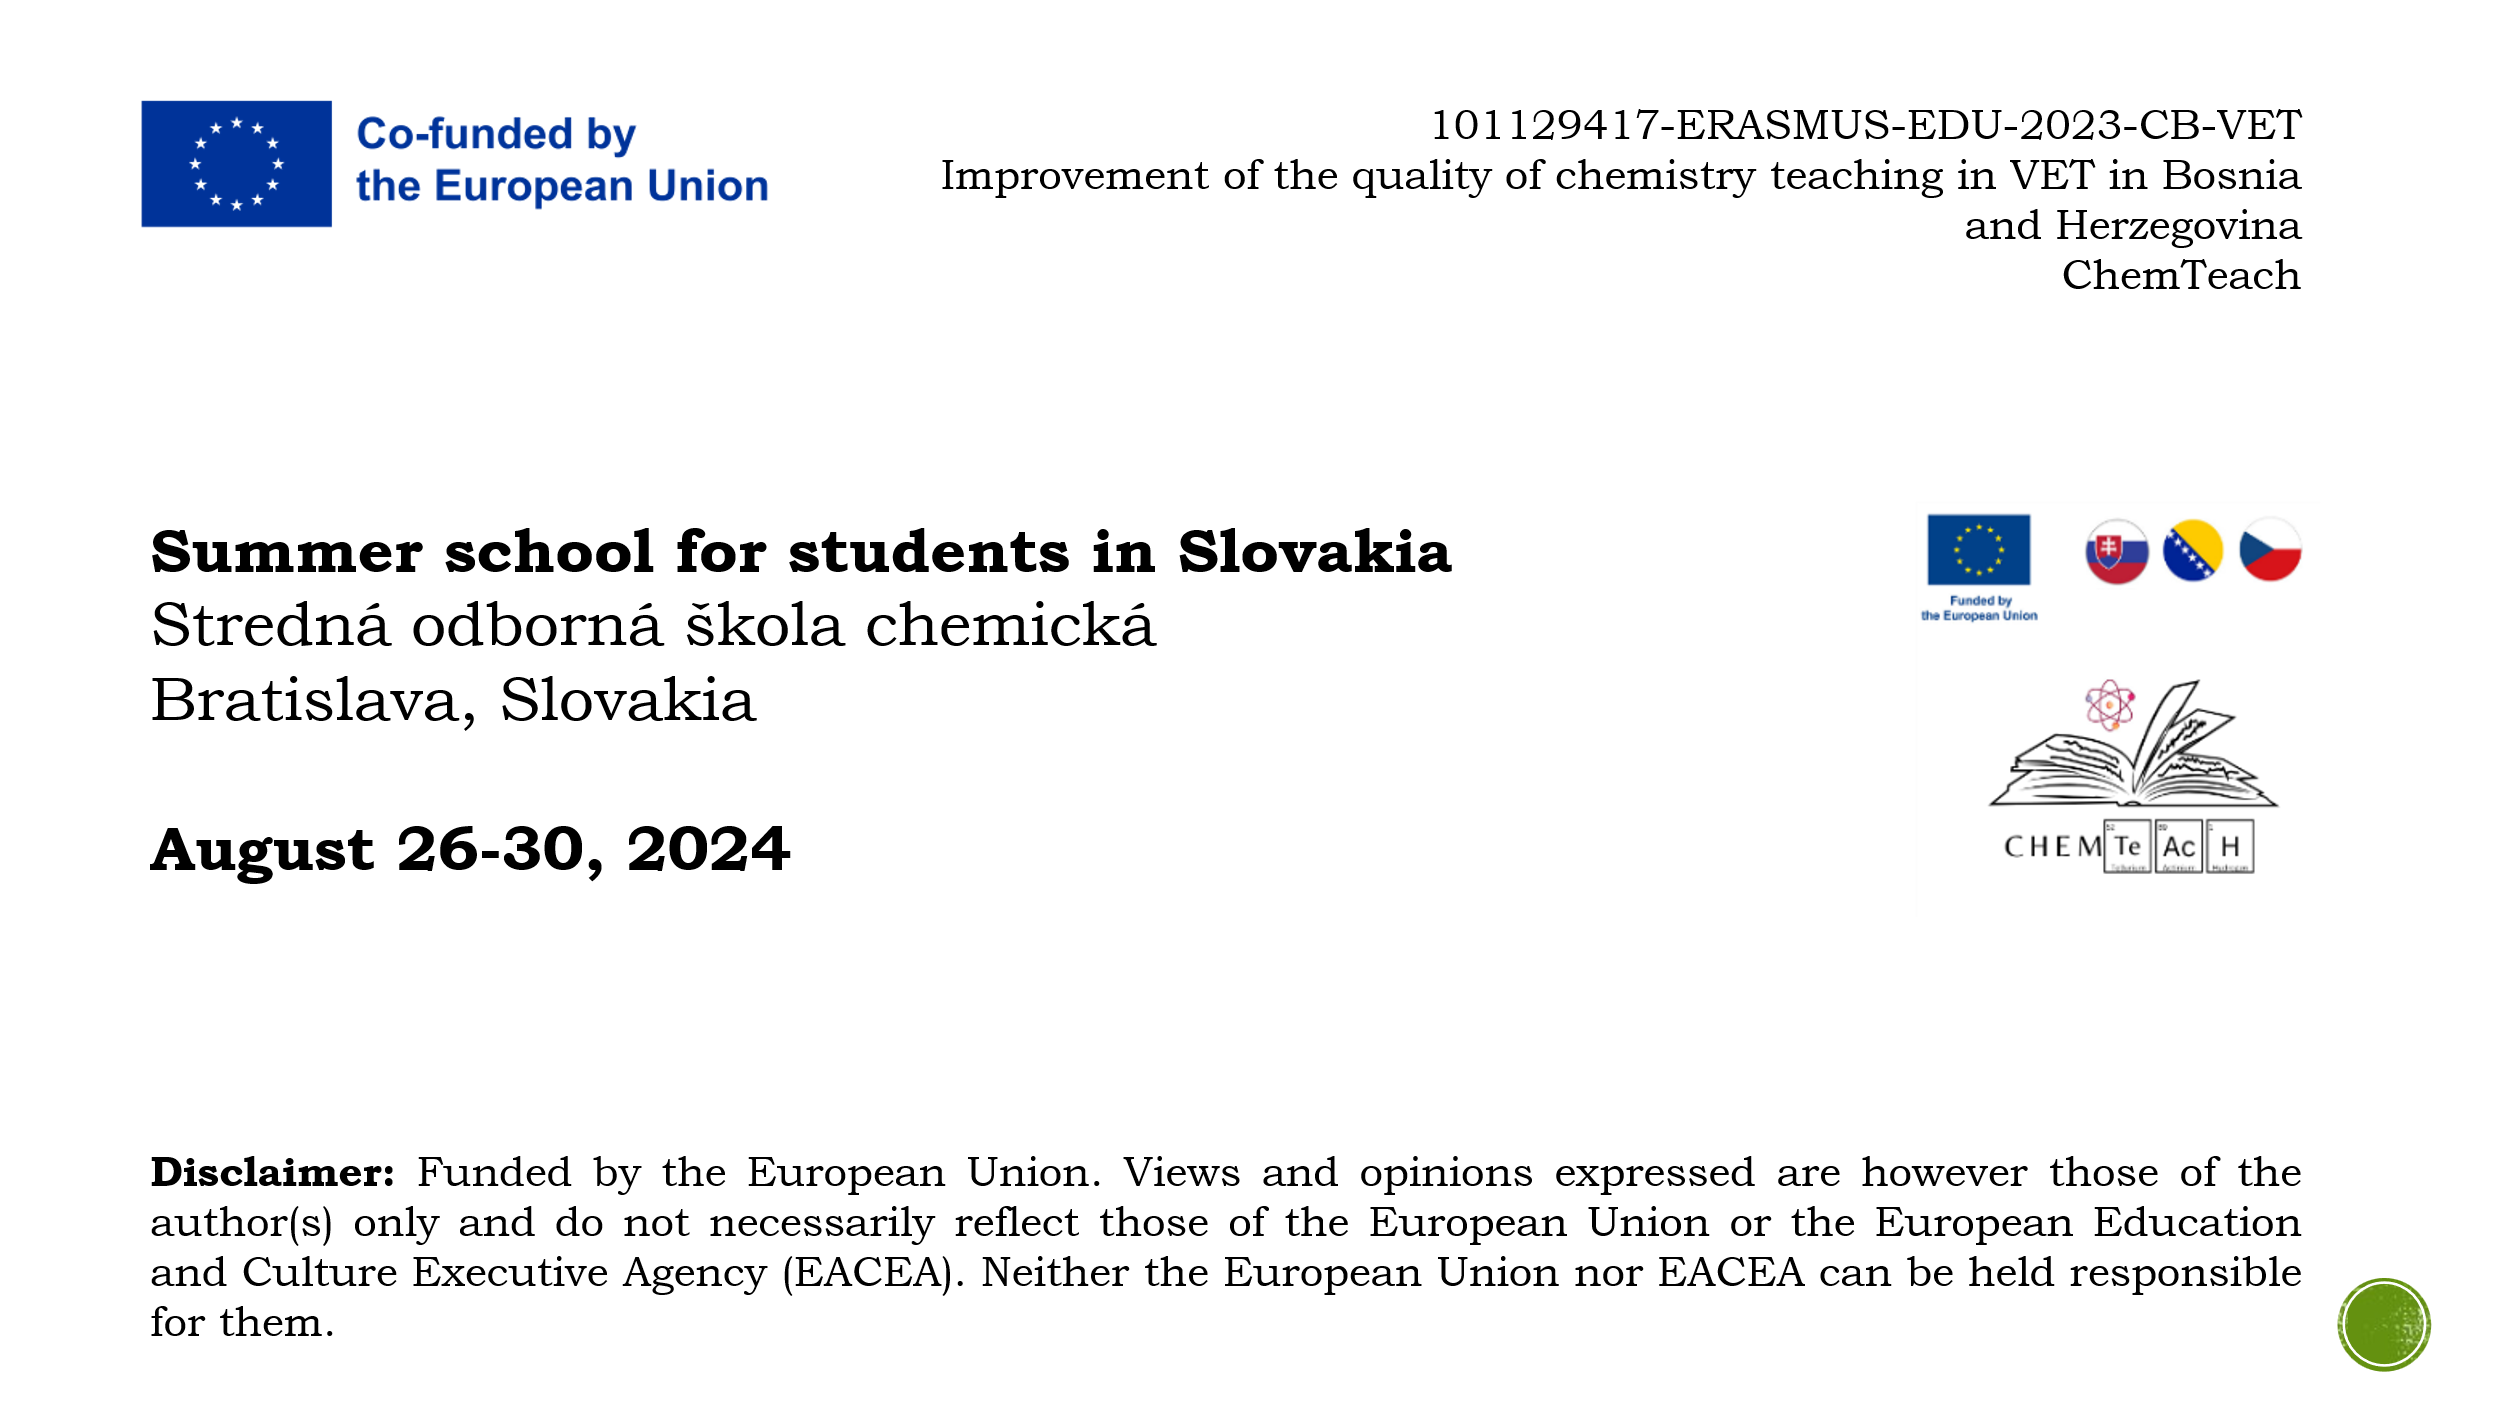 Co-funded by
the European Union
101129417-ERASMUS-EDU-2023-CB-VET
Improvement of the quality of chemistry teaching in VET in Bosnia
and Herzegovina
ChemTeach
Summer school for students in Slovakia
Stredná odborná škola chemická
Bratislava, Slovakia
August 26-30, 2024
Funded by
the European Union
CHEM Te Ac H
Disclaimer: Funded by the European Union. Views and opinions expressed are however those of the
author(s) only and do not necessarily reflect those of the European Union or the European Education
and Culture Executive Agency (EACEA). Neither the European Union nor EACEA can be held responsible
for them.